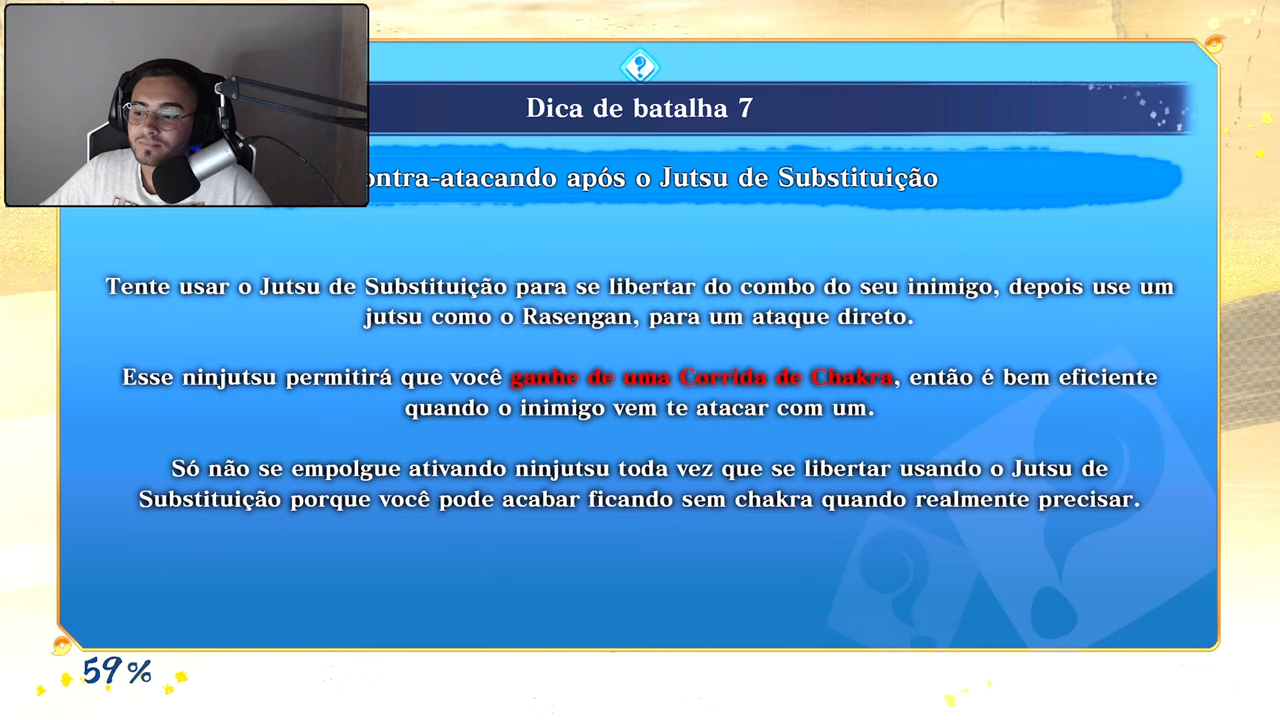 Dica de batalha 7
ontra-atacando após o Jutsu de Substituição
Tente usar o Jutsu de Substituição para se libertar do combo do seu inimigo, depois use um
jutsu como o Rasengan, para um ataque direto.
Esse ninjutsu permitirá que você ganhe de uma Corrida de Chakra, então é bem eficiente
quando o inimigo vem te atacar com um.
Só não se empolgue ativando ninjutsu toda vez que se libertar usando o Jutsu de
Substituição porque você pode acabar ficando sem chakra quando realmente precisar.
59%